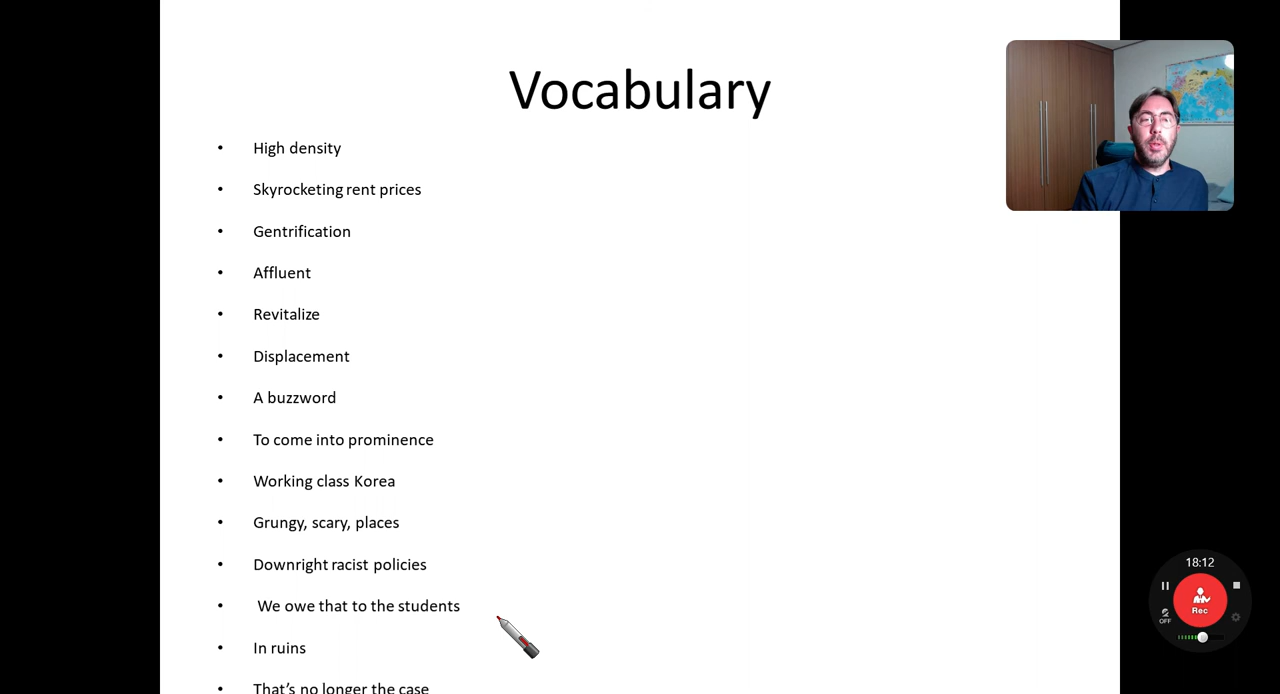 Vocabulary
• High density
• Skyrocketing rent prices
• Gentrification
• Affluent
• Revitalize
• Displacement
• A buzzword
• To come into prominence
• Working class Korea
• Grungy, scary, places
• Downright racist policies
• We owe that to the students
• In ruins
• That's no longer the case
18:12
Rec
OFF